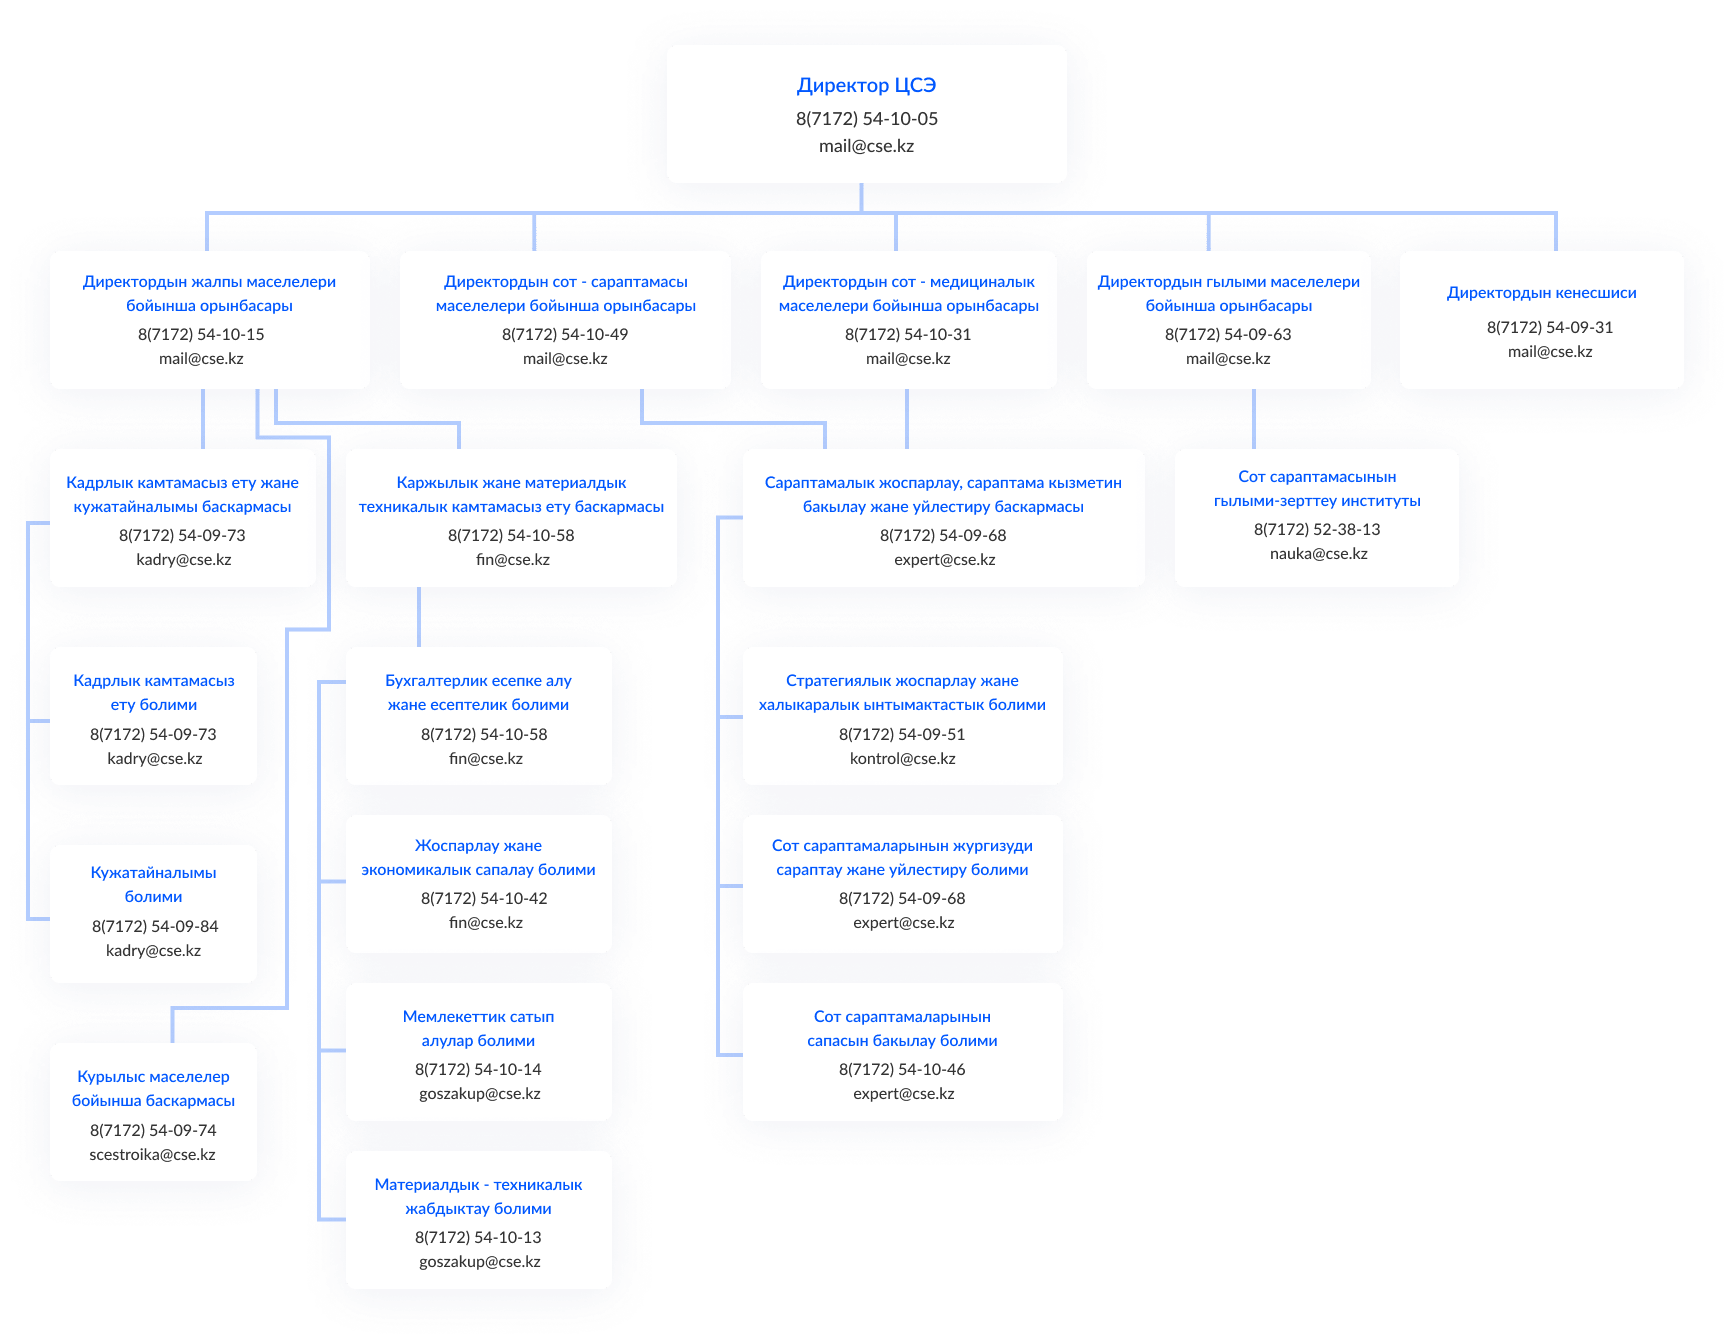 Директор ЦСЭ
8(7172) 54-10-05
mail@cse.kz
Директордын жалпы маселелери
бойынша орынбасары
8(7172) 54-10-15
mail@cse.kz
Директордын сот - сараптамасы
маселелери бойынша орынбасары
8(7172) 54-10-49
mail@cse.kz
Директордын сот - медициналык
маселелери бойынша орынбасары
8(7172) 54-10-31
mail@cse.kz
Директордын гылыми маселелери
бойынша орынбасары
8(7172) 54-09-63
mail@cse.kz
Директордын кенесшиси
8(7172) 54-09-31
mail@cse.kz
Кадрлык камтамасыз ету жане
кужатайналымы баскармасы
8(7172) 54-09-73
kadry@cse.kz
Каржылык жане материалдык
техникалык камтамасыз ету баскармасы
8(7172) 54-10-58
fin@cse.kz
Сараптамалык жоспарлау, сараптама кызметин
бакылау жане уйлестиру баскармасы
8(7172) 54-09-68
expert@cse.kz
Сот сараптамасынын
гылыми-зерттеу институты
8(7172) 52-38-13
nauka@cse.kz
Кадрлык камтамасыз
ету болими
8(7172) 54-09-73
kadry@cse.kz
Бухгалтерлик есепке алу
жане есептелик болими
8(7172) 54-10-58
fin@cse.kz
Стратегиялык жоспарлау жане
халыкаралык ынтымактастык болими
8(7172) 54-09-51
kontrol@cse.kz
Кужатайналымы
болими
8(7172) 54-09-84
kadry@cse.kz
Жоспарлау жане
экономикалык сапалау болими
8(7172) 54-10-42
fin@cse.kz
Сот сараптамаларынын жургизуди
сараптау жане уйлестиру болими
8(7172) 54-09-68
expert@cse.kz
Мемлекеттик сатып
алулар болими
8(7172) 54-10-14
goszakup@cse.kz
Сот сараптамаларынын
сапасын бакылау болими
8(7172) 54-10-46
expert@cse.kz
Курылыс маселелер
бойынша баскармасы
8(7172) 54-09-74
scestroika@cse.kz
Материалдык - техникалык
жабдыктау болими
8(7172) 54-10-13
goszakup@cse.kz